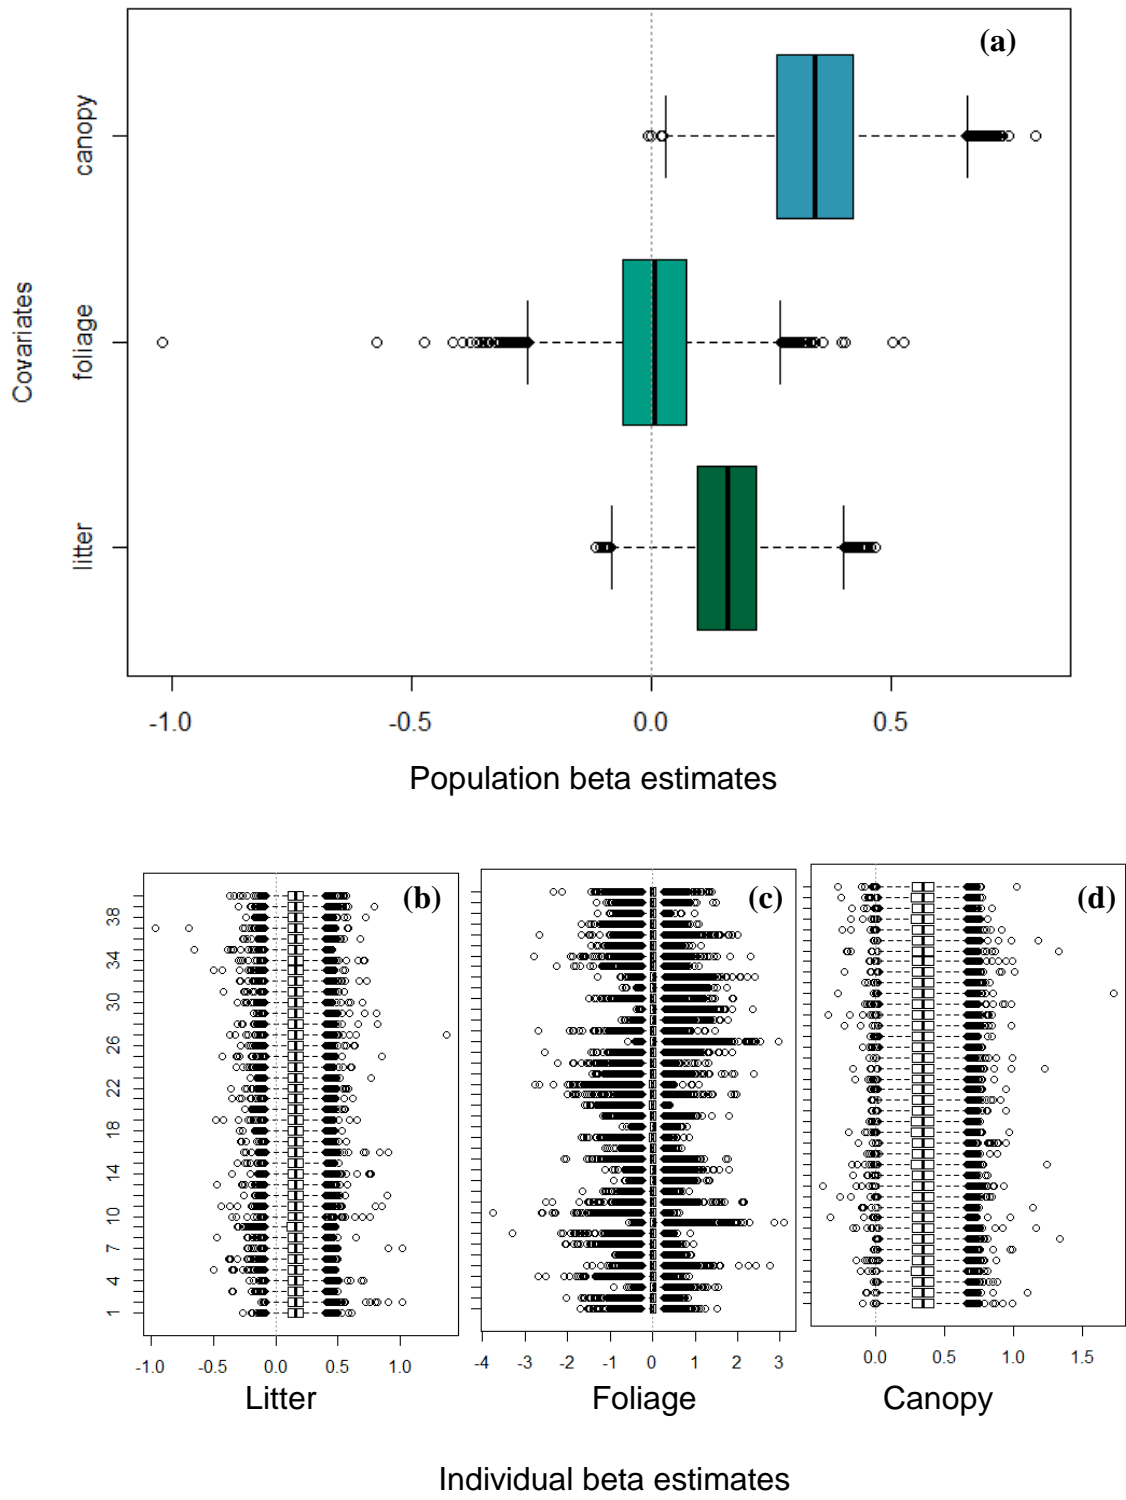 (a)
canopy
foliage
litter
Covariates
-1.0 -0.5 0.0 0.5
Population beta estimates
(b) (c) (d)
38
34
30
26
22
18
14
10
7
4
1
-1.0 -0.5 0.0 0.5 1.0
-4 -3 -2 -1 0 1 2 3
0.0 0.5 1.0 1.5
Litter Foliage Canopy
Individual beta estimates